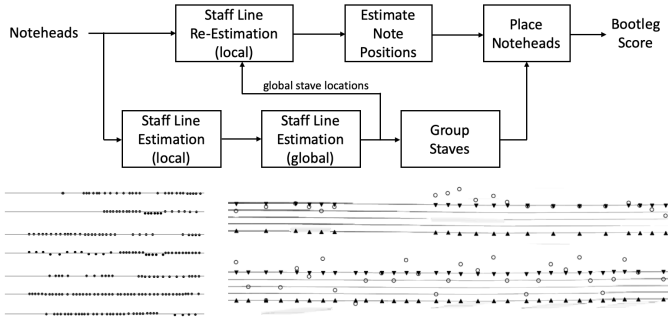 Noteheads
Staff Line
Re-Estimation
(local)
Estimate
Note
Positions
Place
Noteheads
Bootleg
Score
global stave locations
Staff Line
Estimation
(local)
Staff Line
Estimation
(global)
Group
Staves